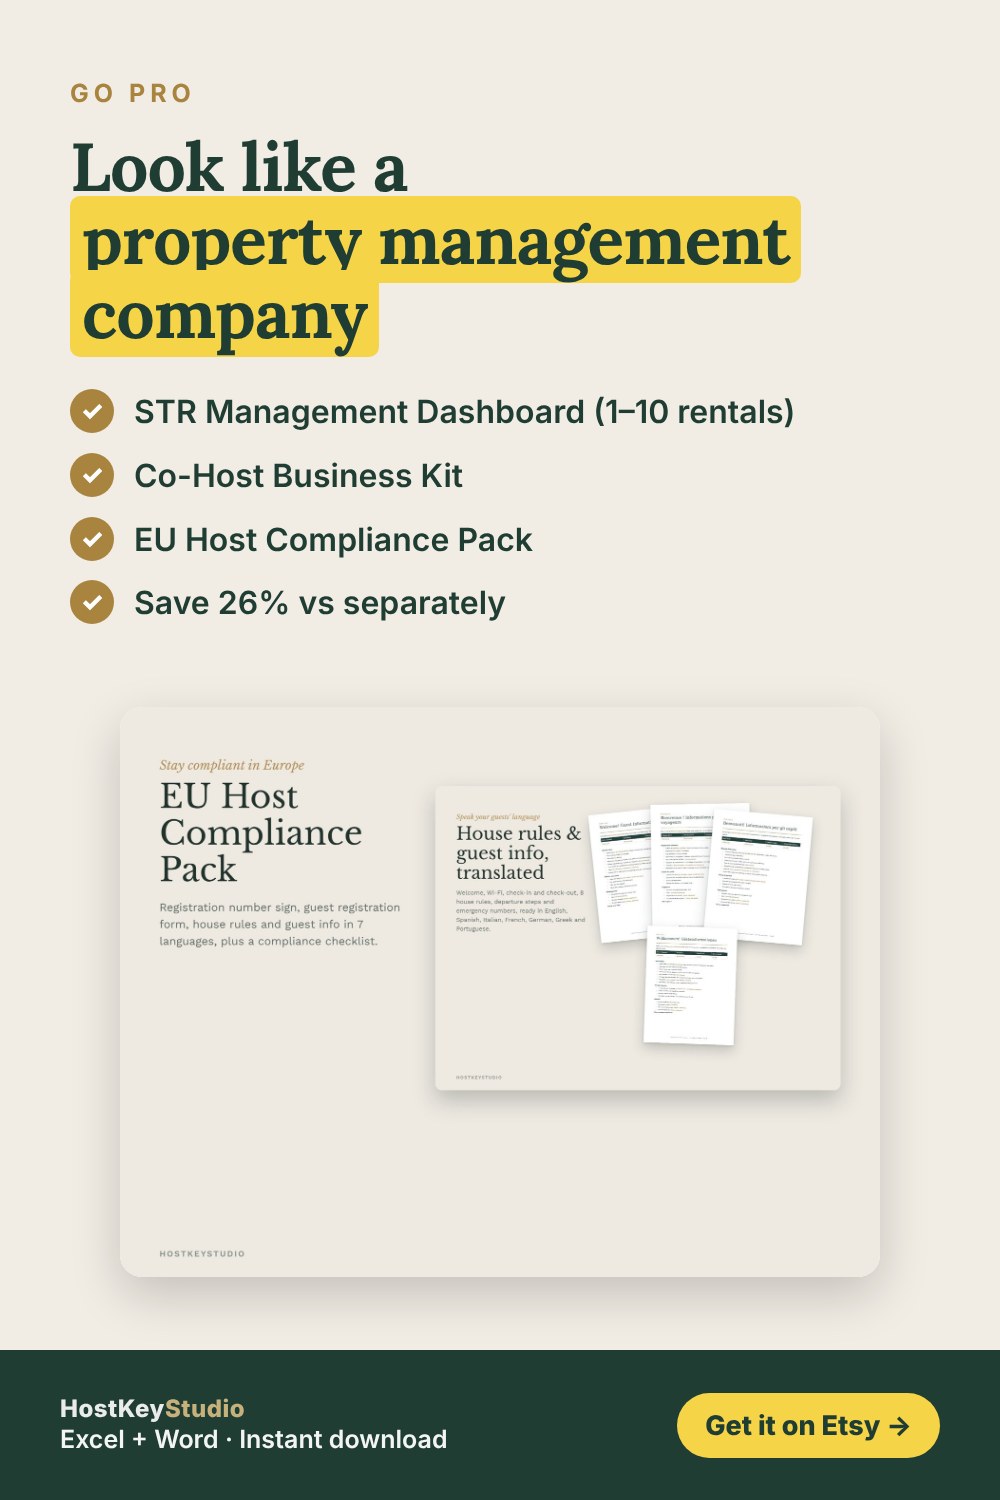 GO PRO
Look like a
property management
company
STR Management Dashboard (1–10 rentals)
Co-Host Business Kit
EU Host Compliance Pack
Save 26% vs separately
Stay compliant in Europe
EU Host
Compliance
Pack
Registration number sign, guest registration
form, house rules and guest info in 7
languages, plus a compliance checklist.
Speak your guests' language
House rules &
guest info,
translated
Welcome, Wi-Fi, check-in and check-out, 8
house rules, departure steps and
emergency numbers, ready in English,
Spanish, Italian, French, German, Greek and
Portuguese.
HOSTKEYSTUDIO
HOSTKEYSTUDIO
HostKeyStudio
Excel + Word · Instant download
Get it on Etsy →